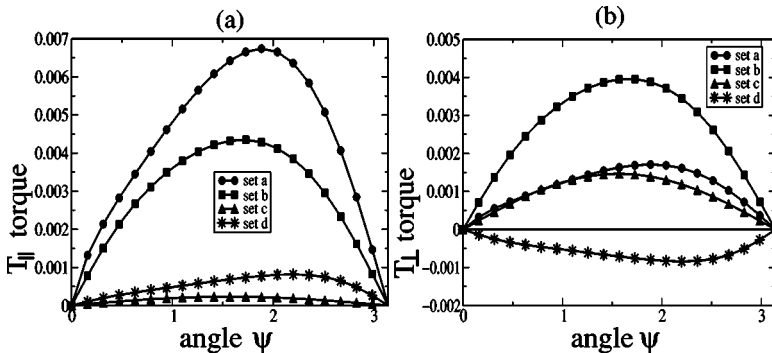 (a)
0.007
0.006
0.005
0.004
0.003
0.002
0.001
0
0
1
2
3
T∥ torque
angle ψ
set a
set b
set c
set d
(b)
0.005
0.004
0.003
0.002
0.001
0
−0.001
−0.002
0
1
2
3
T⊥ torque
angle ψ
set a
set b
set c
set d